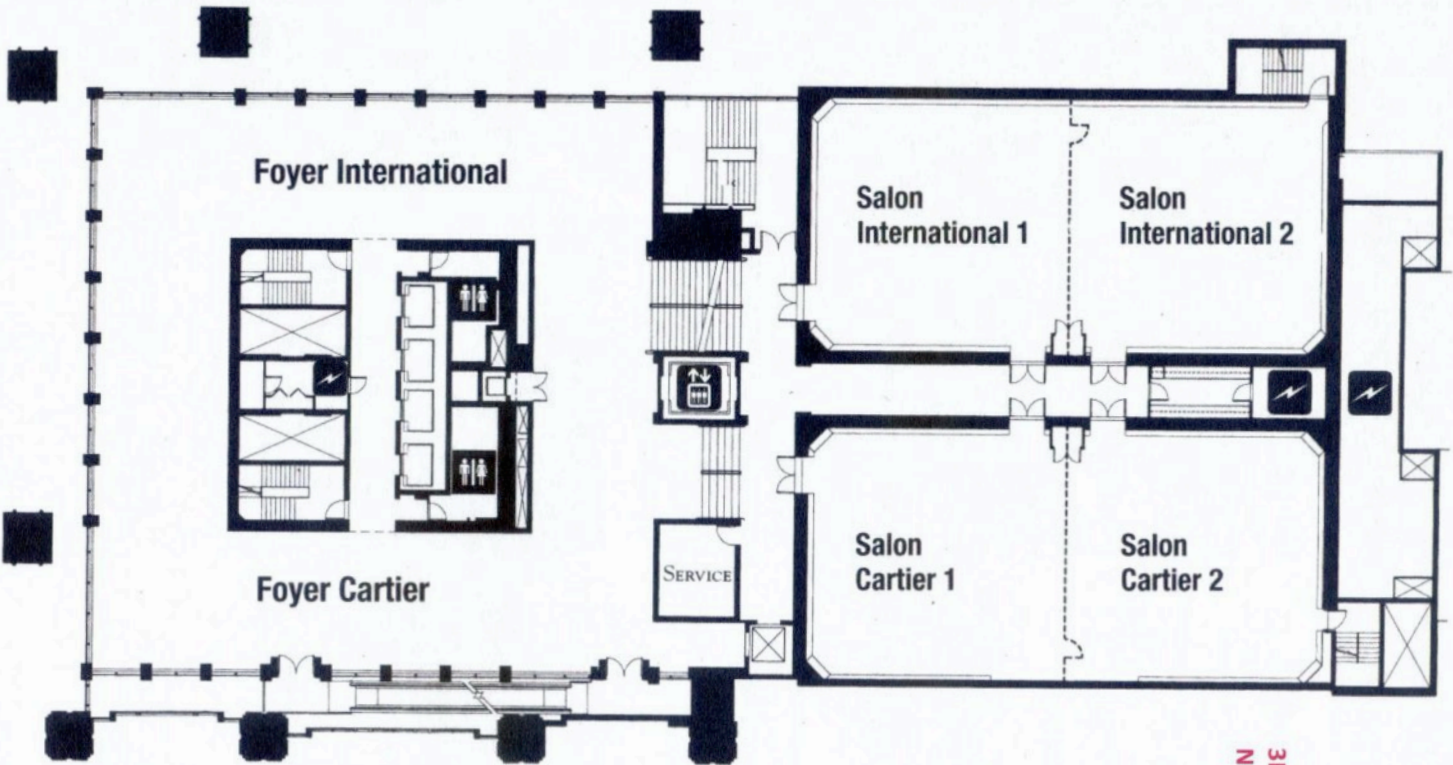 Foyer International
Salon
International 1
Salon
International 2
Foyer Cartier
SERVICE
Salon
Cartier 1
Salon
Cartier 2